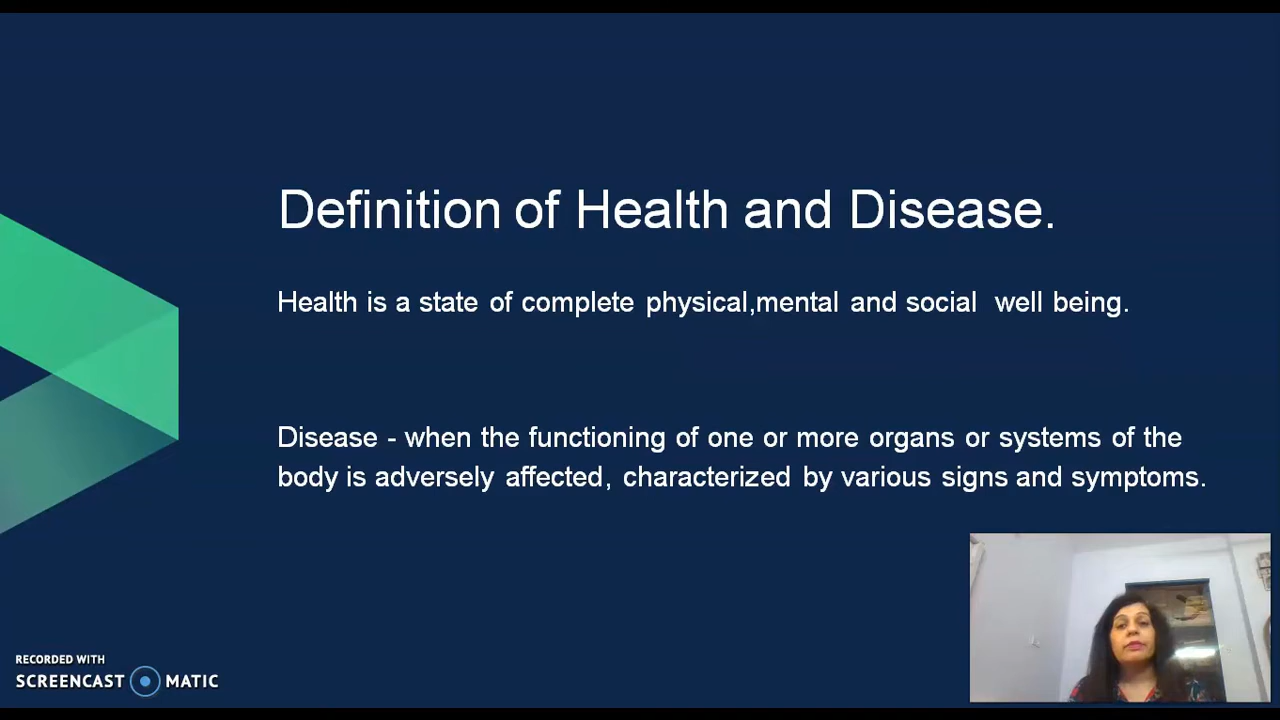 Definition of Health and Disease.
Health is a state of complete physical,mental and social well being.
Disease - when the functioning of one or more organs or systems of the
body is adversely affected, characterized by various signs and symptoms.
RECORDED WITH
SCREENCAST MATIC